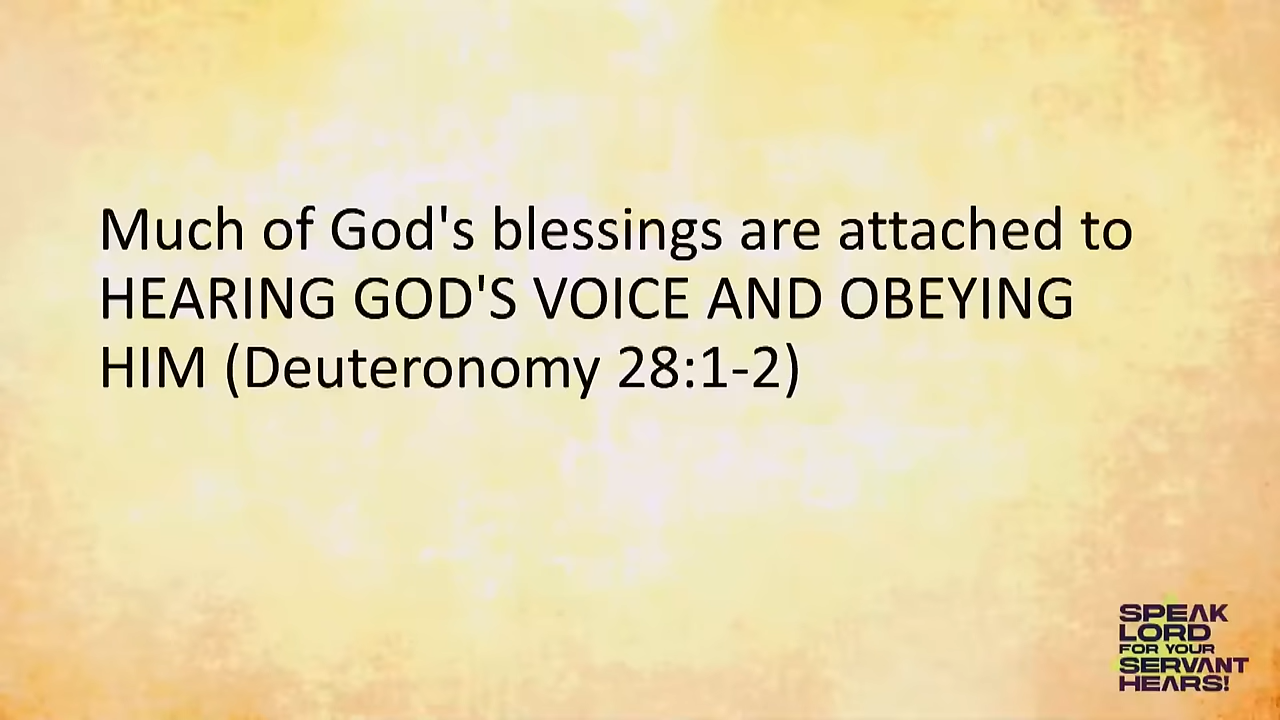 Much of God's blessings are attached to
HEARING GOD'S VOICE AND OBEYING
HIM (Deuteronomy 28:1-2)
SPEAK
LORD
FOR YOUR
SERVANT
HEARS!